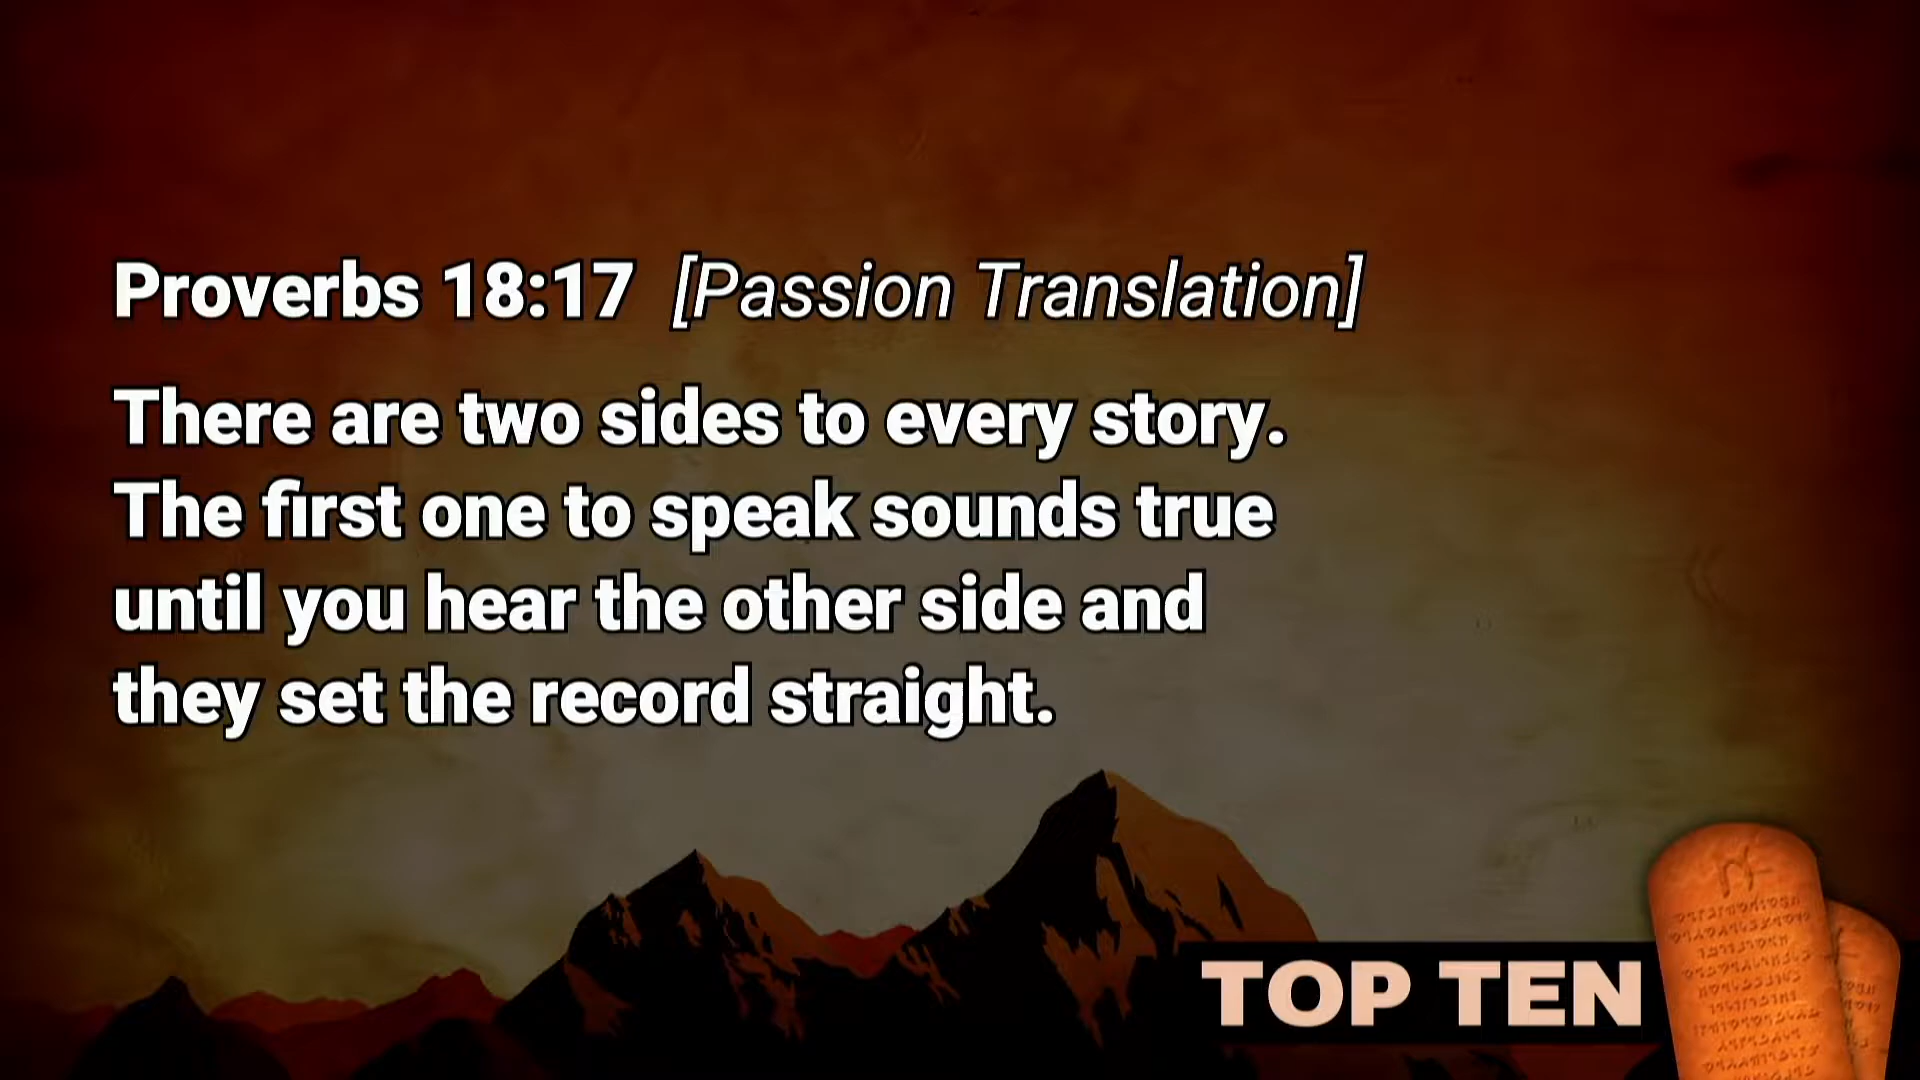 Proverbs 18:17 [Passion Translation]
There are two sides to every story.
The first one to speak sounds true
until you hear the other side and
they set the record straight.
TOP TEN